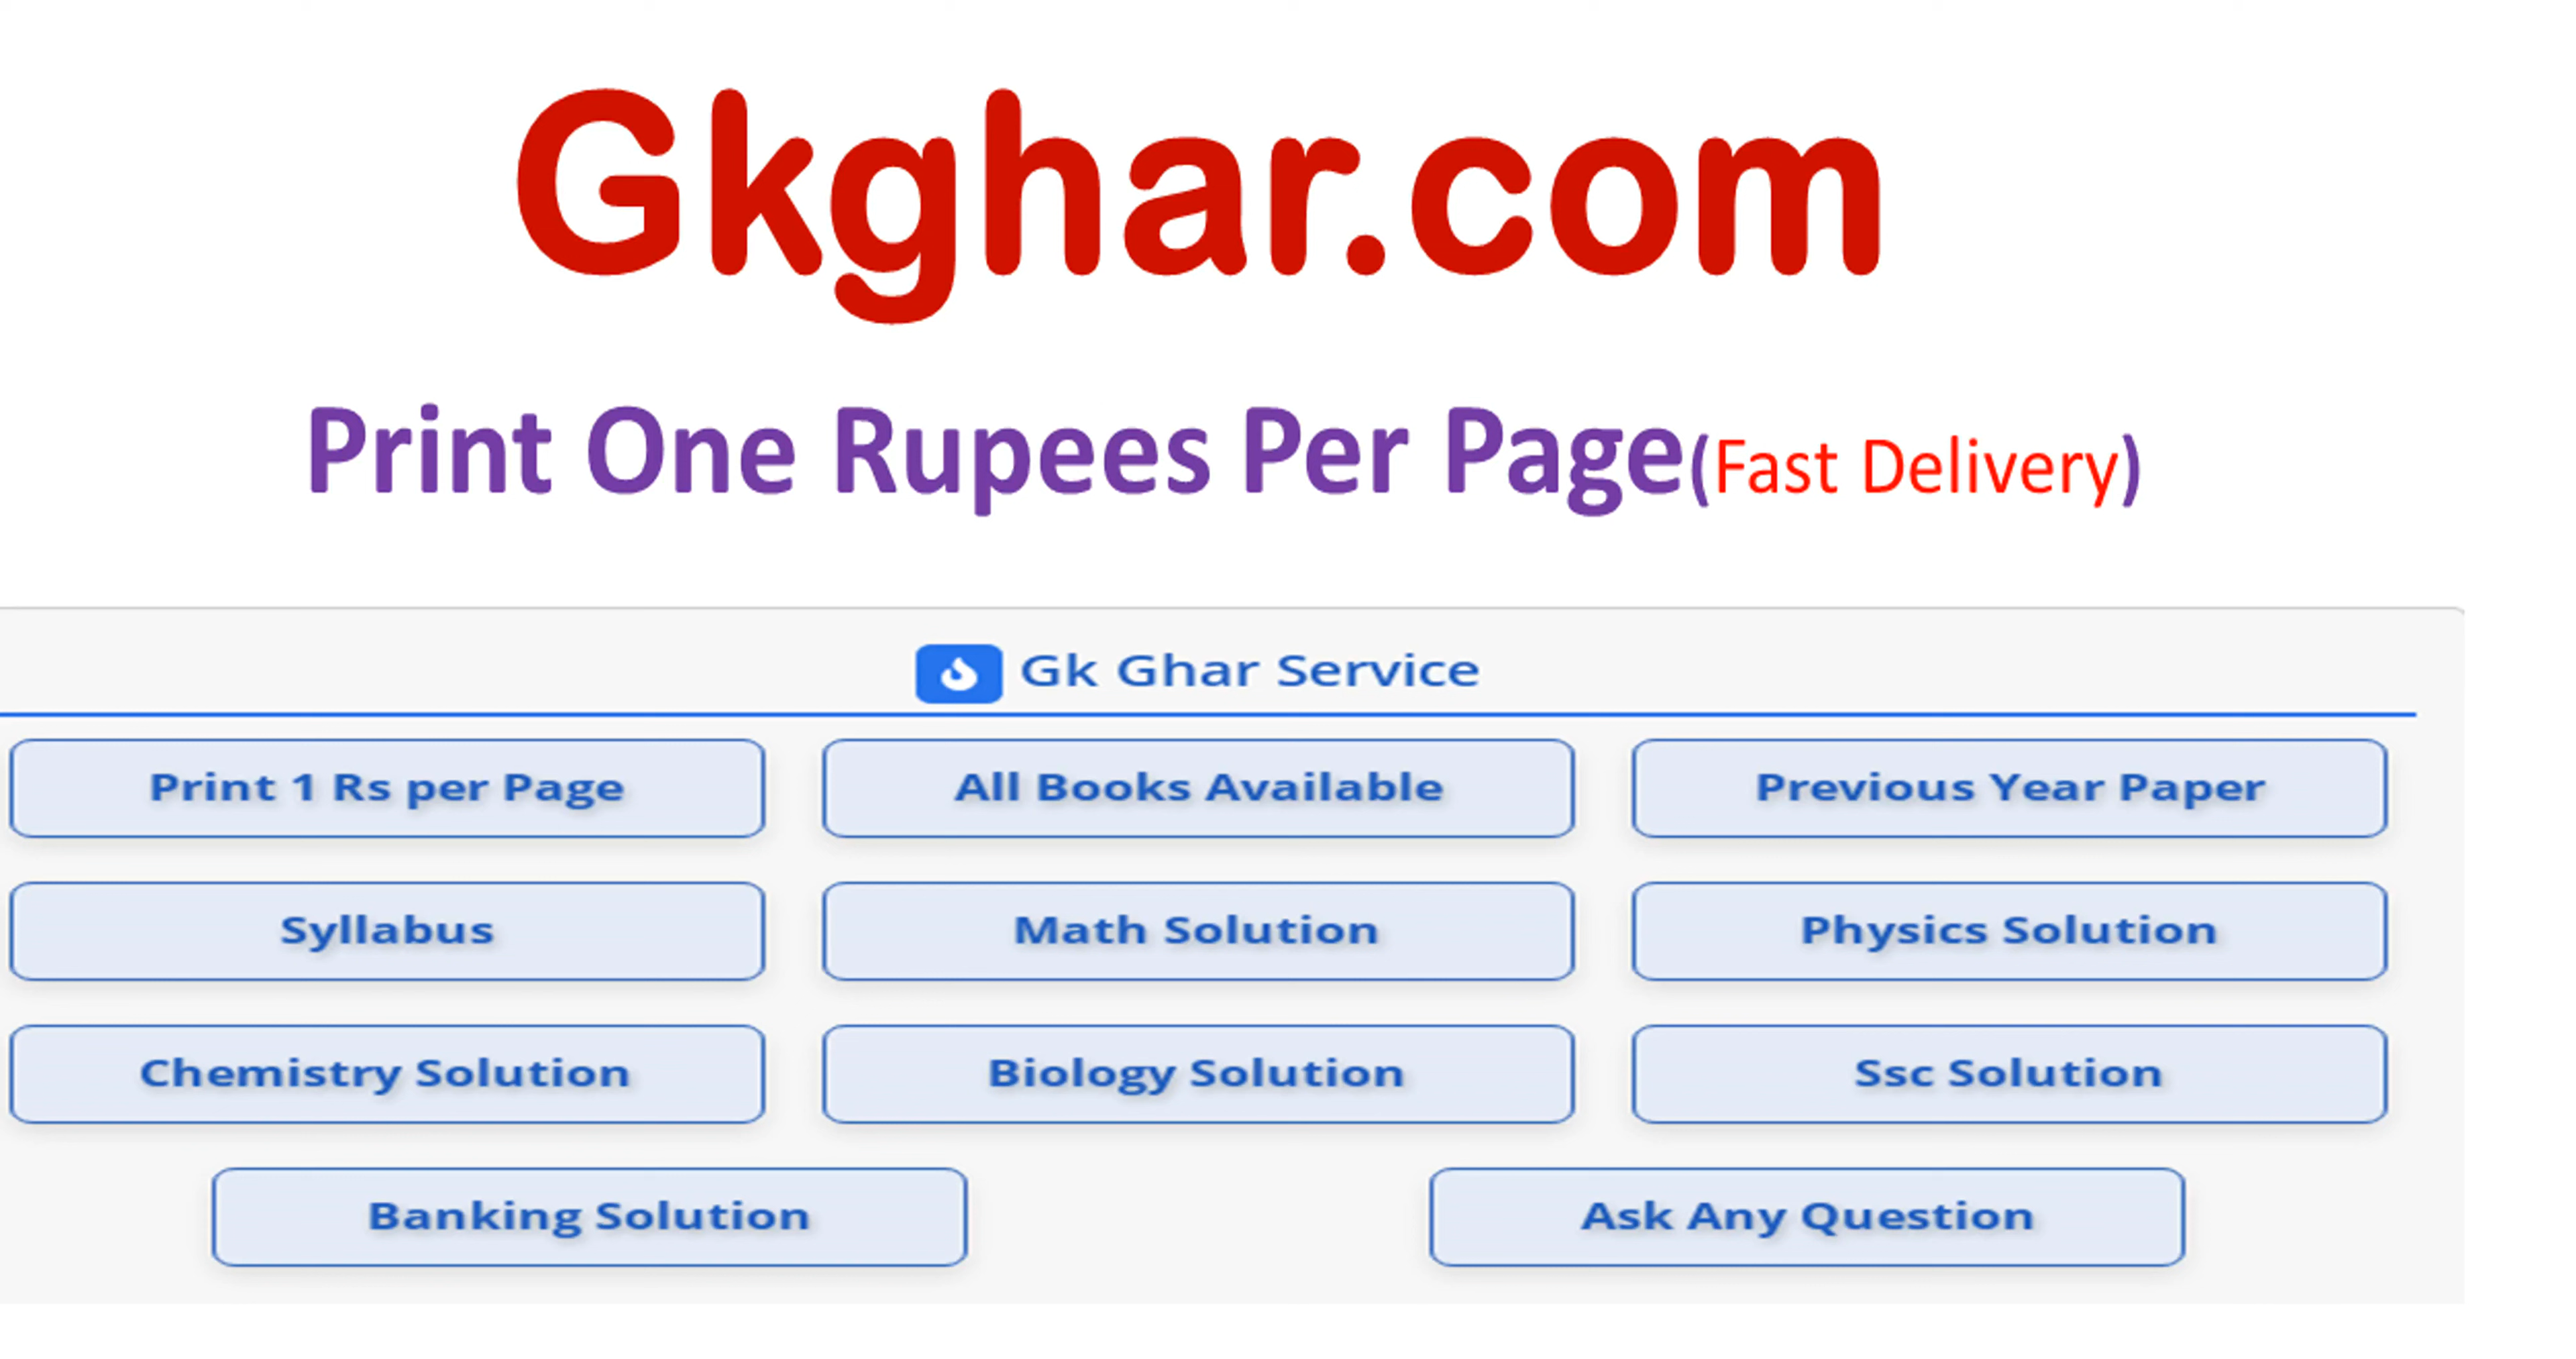 Gkghar.com
Print One Rupees Per Page(Fast Delivery)
Gk Ghar Service
Print 1 Rs per Page
All Books Available
Previous Year Paper
Syllabus
Math Solution
Physics Solution
Chemistry Solution
Biology Solution
Ssc Solution
Banking Solution
Ask Any Question